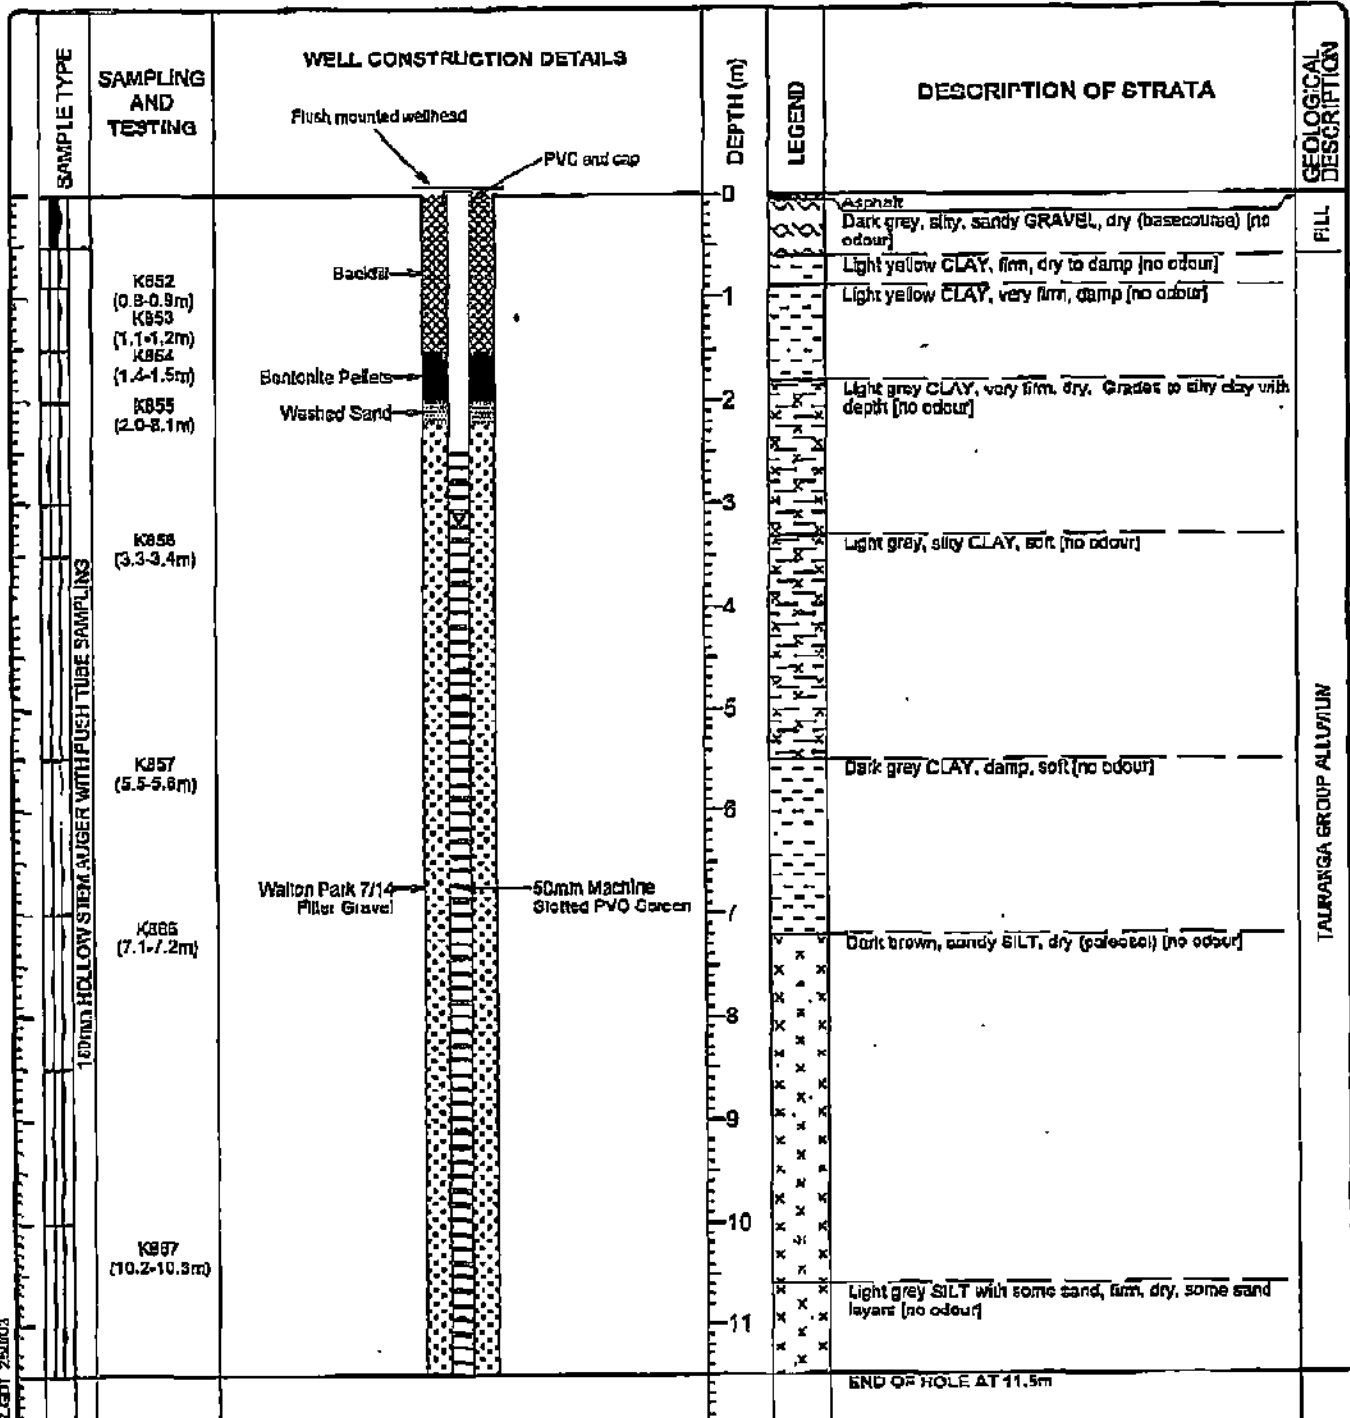 SAMPLE TYPE
SAMPLING
AND
TESTING
WELL CONSTRUCTION DETAILS
DEPTH (m)
LEGEND
DESCRIPTION OF STRATA
GEOLOGICAL
DESCRIPTION
Flush mounted wellhead
PVC end cap
0
Asphalt
Dark grey, silty, sandy GRAVEL, dry (basecourse) [no
odour]
FILL
Light yellow CLAY, firm, dry to damp [no odour]
Backfill
K852
(0.8-0.9m)
1
Light yellow CLAY, very firm, damp [no odour]
K853
(1.1-1.2m)
K854
(1.4-1.5m)
Bentonite Pellets
Light grey CLAY, very firm, dry. Grades to silty clay with
depth [no odour]
2
K855
Washed Sand
3
(3.3-3.4m)
Light grey, silty CLAY, soft [no odour]
4
150mm HOLLOW STEM AUGER WITH PUSH TUBE SAMPLING
5
K857
(5.5-5.6m)
Dark grey CLAY, damp, soft [no odour]
6
TAURANGA GROUP ALLUVIUM
Walton Park 7/14
Filter Gravel
50mm Machine
Slotted PVC Screen
7
(7.1-7.2m)
Dark brown, sandy SILT, dry (paleosol) [no odour]
8
9
10
(10.2-10.3m)
Light grey SILT with some sand, firm, dry, some sand
layers [no odour]
11
END OF HOLE AT 11.5m